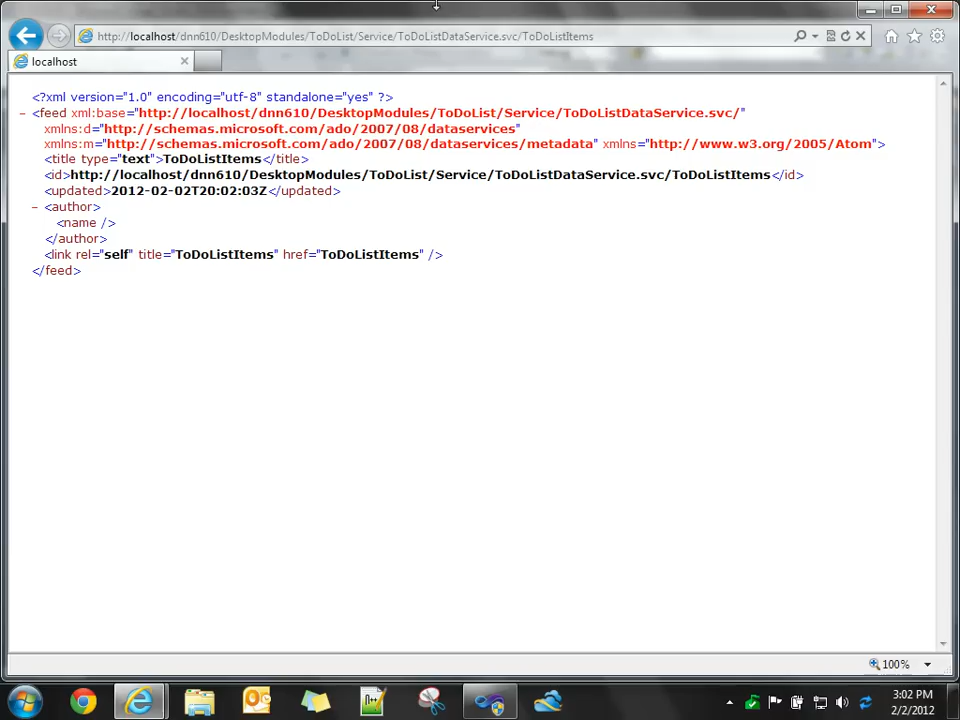 http://localhost/dnn610/DesktopModules/ToDoList/Service/ToDoListDataService.svc/ToDoListItems
localhost
<?xml version="1.0" encoding="utf-8" standalone="yes" ?>
- <feed xml:base="http://localhost/dnn610/DesktopModules/ToDoList/Service/ToDoListDataService.svc/"
xmlns:d="http://schemas.microsoft.com/ado/2007/08/dataservices"
xmlns:m="http://schemas.microsoft.com/ado/2007/08/dataservices/metadata" xmlns="http://www.w3.org/2005/Atom">
<title type="text">ToDoListItems</title>
<id>http://localhost/dnn610/DesktopModules/ToDoList/Service/ToDoListDataService.svc/ToDoListItems</id>
<updated>2012-02-02T20:02:03Z</updated>
- <author>
<name />
</author>
<link rel="self" title="ToDoListItems" href="ToDoListItems" />
</feed>
100%
3:02 PM
2/2/2012